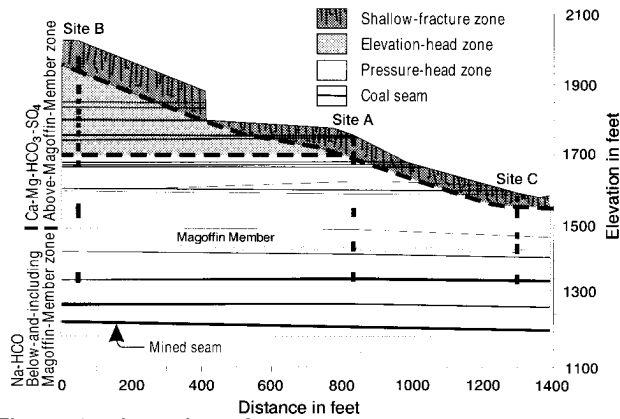 Shallow-fracture zone
Elevation-head zone
Pressure-head zone
Coal seam
Site B
Site A
Site C
Magoffin Member
Mined seam
Ca-Mg-HCO3-SO4
Above-Magoffin-Member zone
Na-HCO
Below-and-including
Magoffin-Member zone
2100
1900
1700
1500
1300
1100
Elevation in feet
0 200 400 600 800 1000 1200 1400
Distance in feet